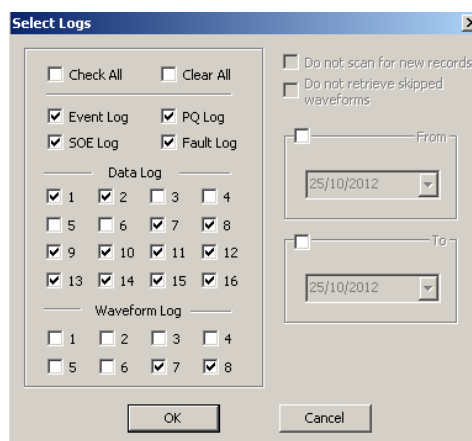 Select Logs
Check All Clear All
Event Log PQ Log
SOE Log Fault Log
Data Log
1 2 3 4
5 6 7 8
9 10 11 12
13 14 15 16
Waveform Log
1 2 3 4
5 6 7 8
Do not scan for new records
Do not retrieve skipped
waveforms
From
25/10/2012
To
25/10/2012
OK Cancel